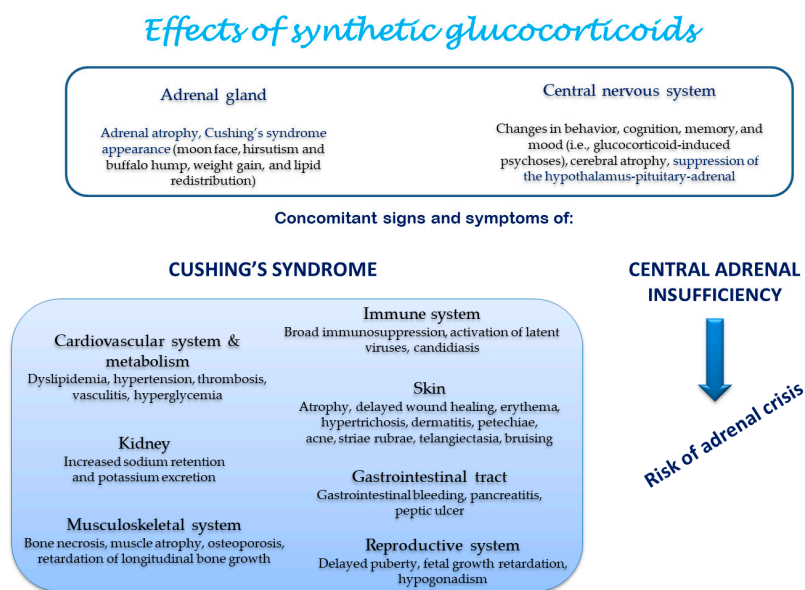 Effects of synthetic glucocorticoids
Adrenal gland
Adrenal atrophy, Cushing's syndrome
appearance (moon face, hirsutism and
buffalo hump, weight gain, and lipid
redistribution)
Central nervous system
Changes in behavior, cognition, memory, and
mood (i.e., glucocorticoid-induced
psychoses), cerebral atrophy, suppression of
the hypothalamus-pituitary-adrenal
Concomitant signs and symptoms of:
CUSHING'S SYNDROME
Cardiovascular system &
metabolism
Dyslipidemia, hypertension, thrombosis,
vasculitis, hyperglycemia
Kidney
Increased sodium retention
and potassium excretion
Musculoskeletal system
Bone necrosis, muscle atrophy, osteoporosis,
retardation of longitudinal bone growth
Immune system
Broad immunosuppression, activation of latent
viruses, candidiasis
Skin
Atrophy, delayed wound healing, erythema,
hypertrichosis, dermatitis, petechiae,
acne, striae rubrae, telangiectasia, bruising
Gastrointestinal tract
Gastrointestinal bleeding, pancreatitis,
peptic ulcer
Reproductive system
Delayed puberty, fetal growth retardation,
hypogonadism
CENTRAL ADRENAL
INSUFFICIENCY
Risk of adrenal crisis